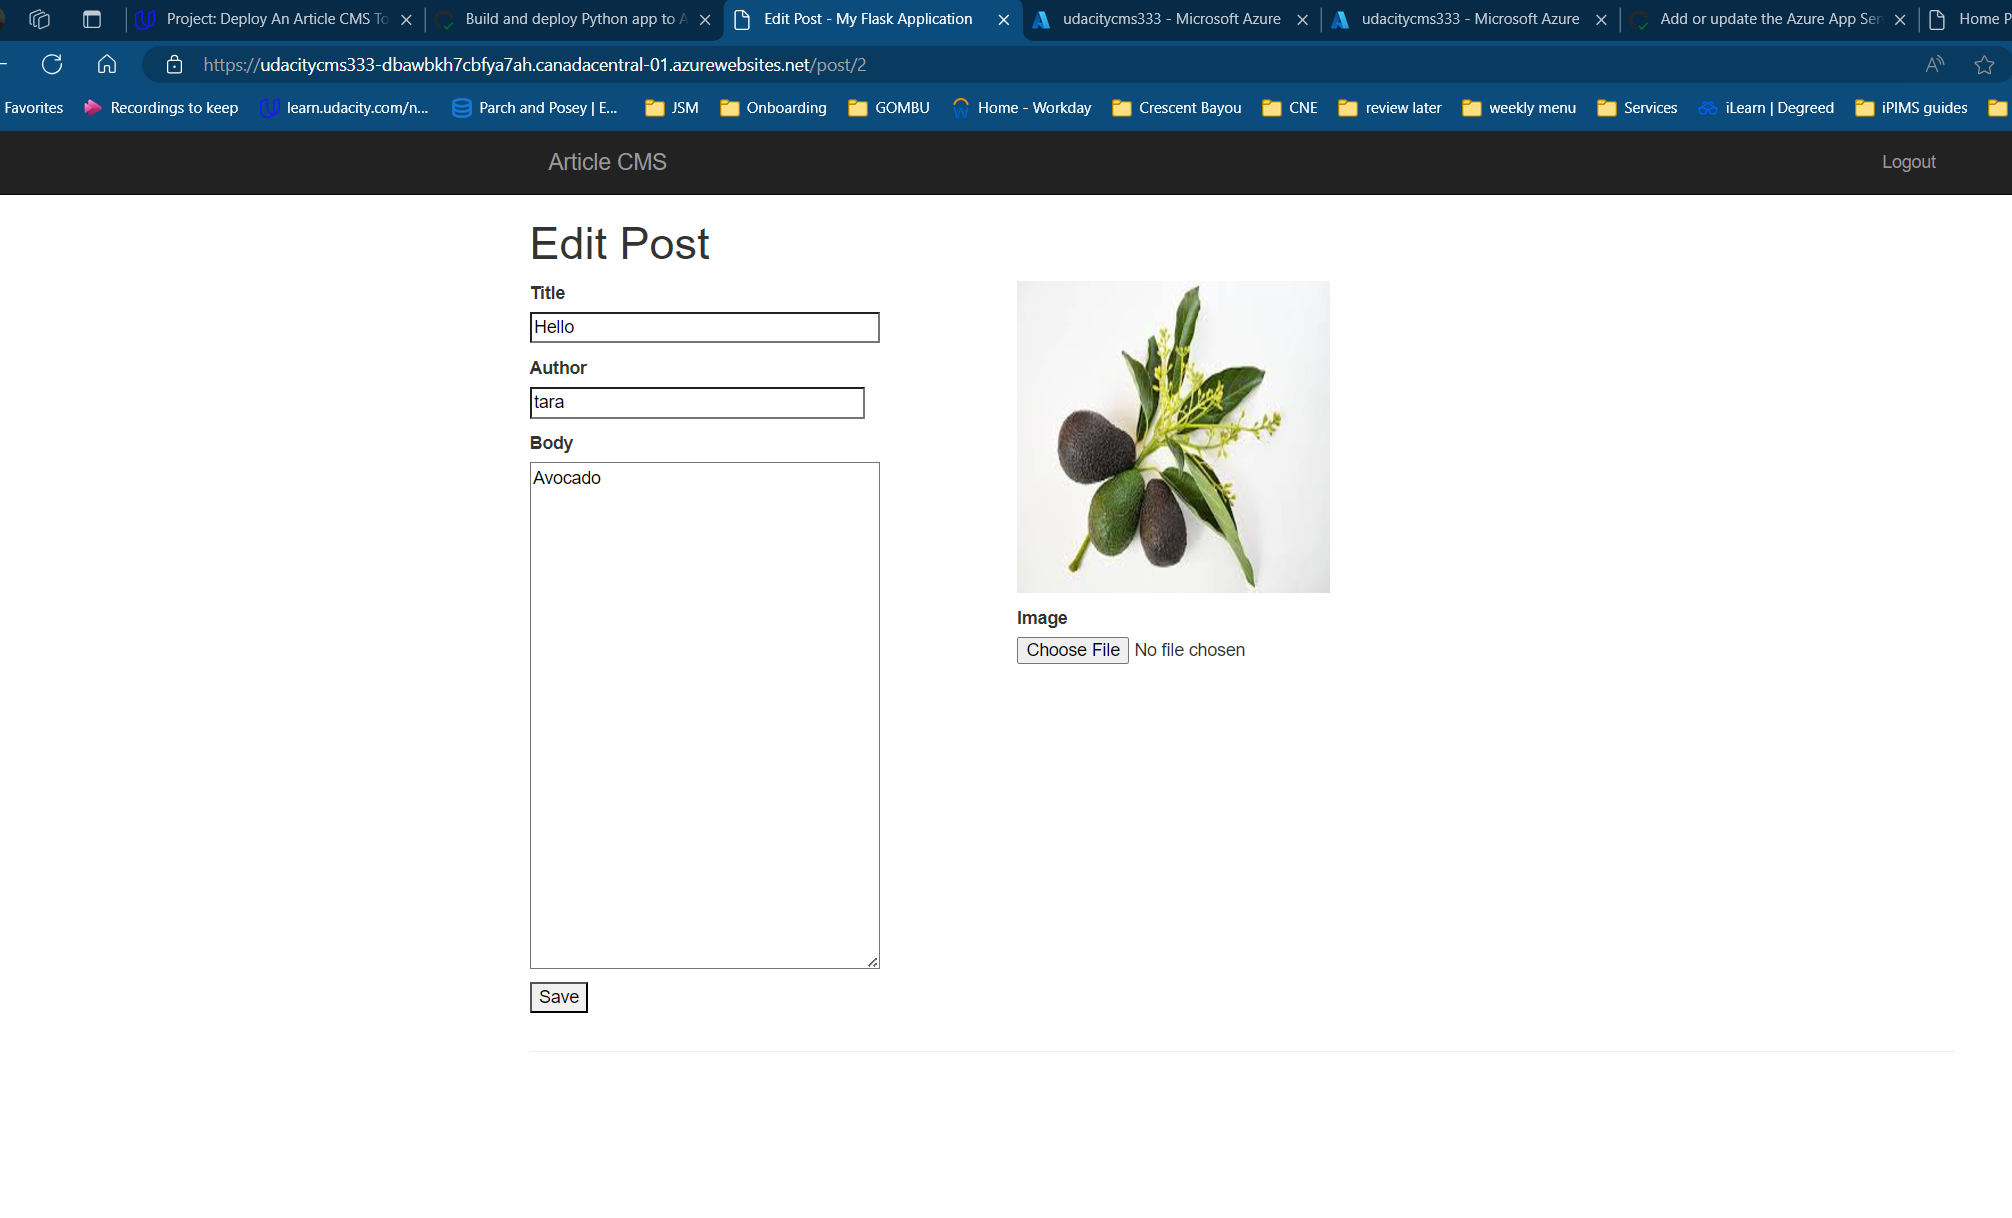 Project: Deploy An Article CMS To
Build and deploy Python app to A
Edit Post - My Flask Application
udacitycms333 - Microsoft Azure
udacitycms333 - Microsoft Azure
Add or update the Azure App Ser
Home P
https://udacitycms333-dbawbkh7cbfya7ah.canadacentral-01.azurewebsites.net/post/2
Favorites
Recordings to keep
learn.udacity.com/n...
Parch and Posey | E...
JSM
Onboarding
GOMBU
Home - Workday
Crescent Bayou
CNE
review later
weekly menu
Services
iLearn | Degreed
iPIMS guides
Article CMS
Logout
Edit Post
Title
Hello
Author
tara
Body
Avocado
Image
Choose File No file chosen
Save